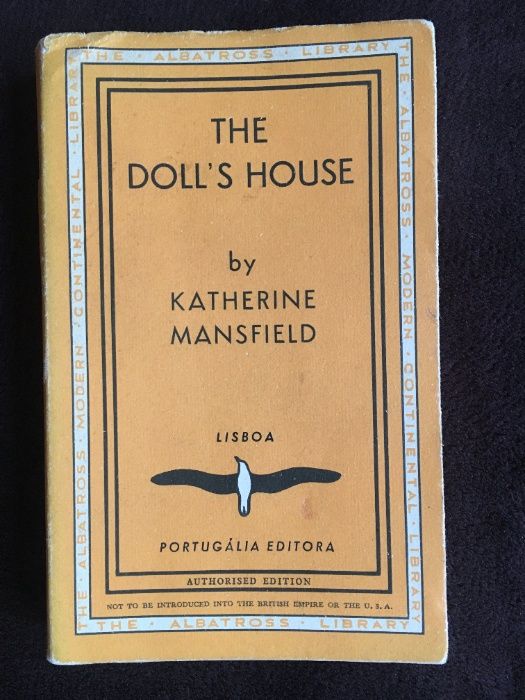 THE · ALBATROSS · LIBRARY
THE · ALBATROSS · MODERN · CONTINENTAL · LIBRARY
THE · ALBATROSS · MODERN · CONTINENTAL · LIBRARY
THE
DOLL'S HOUSE
by
KATHERINE
MANSFIELD
LISBOA
PORTUGÁLIA EDITORA
AUTHORISED EDITION
NOT TO BE INTRODUCED INTO THE BRITISH EMPIRE OR THE U. S. A.
THE · ALBATROSS · LIBRARY